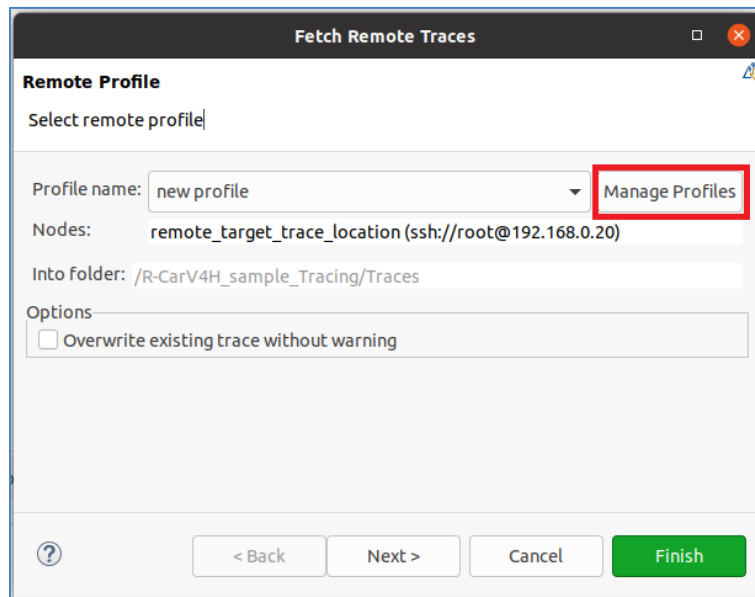 Fetch Remote Traces
Remote Profile
Select remote profile
Profile name: new profile Manage Profiles
Nodes: remote_target_trace_location (ssh://root@192.168.0.20)
Into folder: /R-CarV4H_sample_Tracing/Traces
Options
Overwrite existing trace without warning
? < Back Next > Cancel Finish